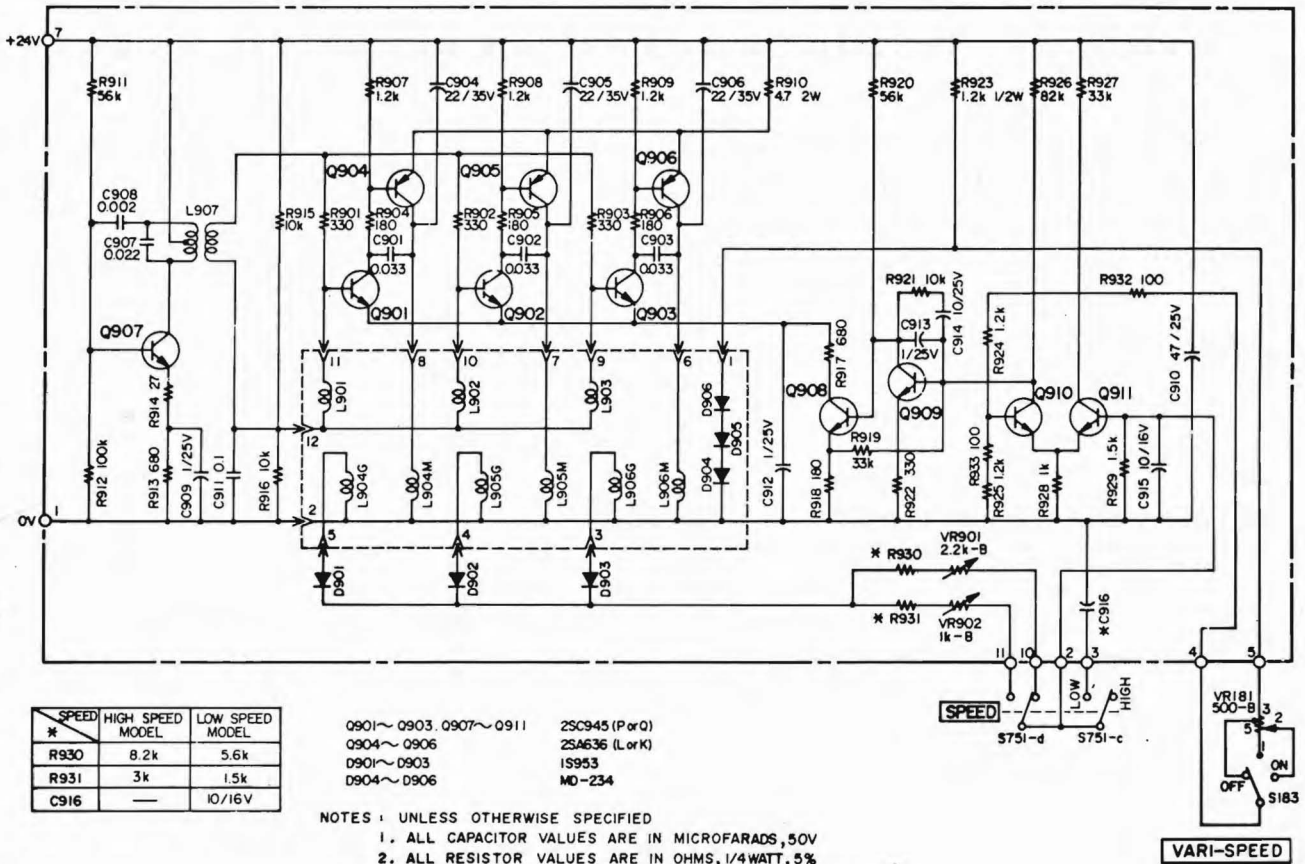 +24V 7
R911
56k
R907
1.2k
C904
22/35V
R908
1.2k
C905
22/35V
R909
1.2k
C906
22/35V
R910
4.7 2W
R920
56k
R923
1.2k 1/2W
R926
82k
R927
33k
Q904
Q905
Q906
C908
0.002
L907
C907
0.022
R915
10k
R901
330
R904
180
R902
330
R905
180
R903
330
R906
180
C901
0.033
C902
0.033
C903
0.033
R921 10k
C914 10/25V
C913
1/25V
R932 100
R924 1.2k
C910 47/25V
Q907
Q901
Q902
Q903
R917 680
Q908
Q909
Q910
Q911
11
8
10
7
9
6
1
R914 27
L901
L902
L903
D906
D905
D904
12
R919
33k
R912 100k
R913 680
C909 1/25V
C911 0.1
R916 10k
L904G
L904M
L905G
L905M
L906G
L906M
C912 1/25V
R918 180
R922 330
R933 100
R925 1.2k
R928 1k
R929 1.5k
C915 10/16V
0V 1
2
5
4
3
D901
D902
D903
* R930
VR901
2.2k-B
* R931
VR902
1k-B
* C916
11
10
2
3
4
5
SPEED
LOW
HIGH
S751-d
S751-c
VR181
500-B
3
2
5
1
ON
OFF
S183
VARI-SPEED
* SPEED HIGH SPEED MODEL LOW SPEED MODEL
R930 8.2k 5.6k
R931 3k 1.5k
C916 — 10/16V
Q901~Q903. Q907~Q911 2SC945 (P or Q)
Q904~Q906 2SA636 (L or K)
D901~D903 1S953
D904~D906 MD-234
NOTES : UNLESS OTHERWISE SPECIFIED
1. ALL CAPACITOR VALUES ARE IN MICROFARADS, 50V
2. ALL RESISTOR VALUES ARE IN OHMS, 1/4WATT, 5%